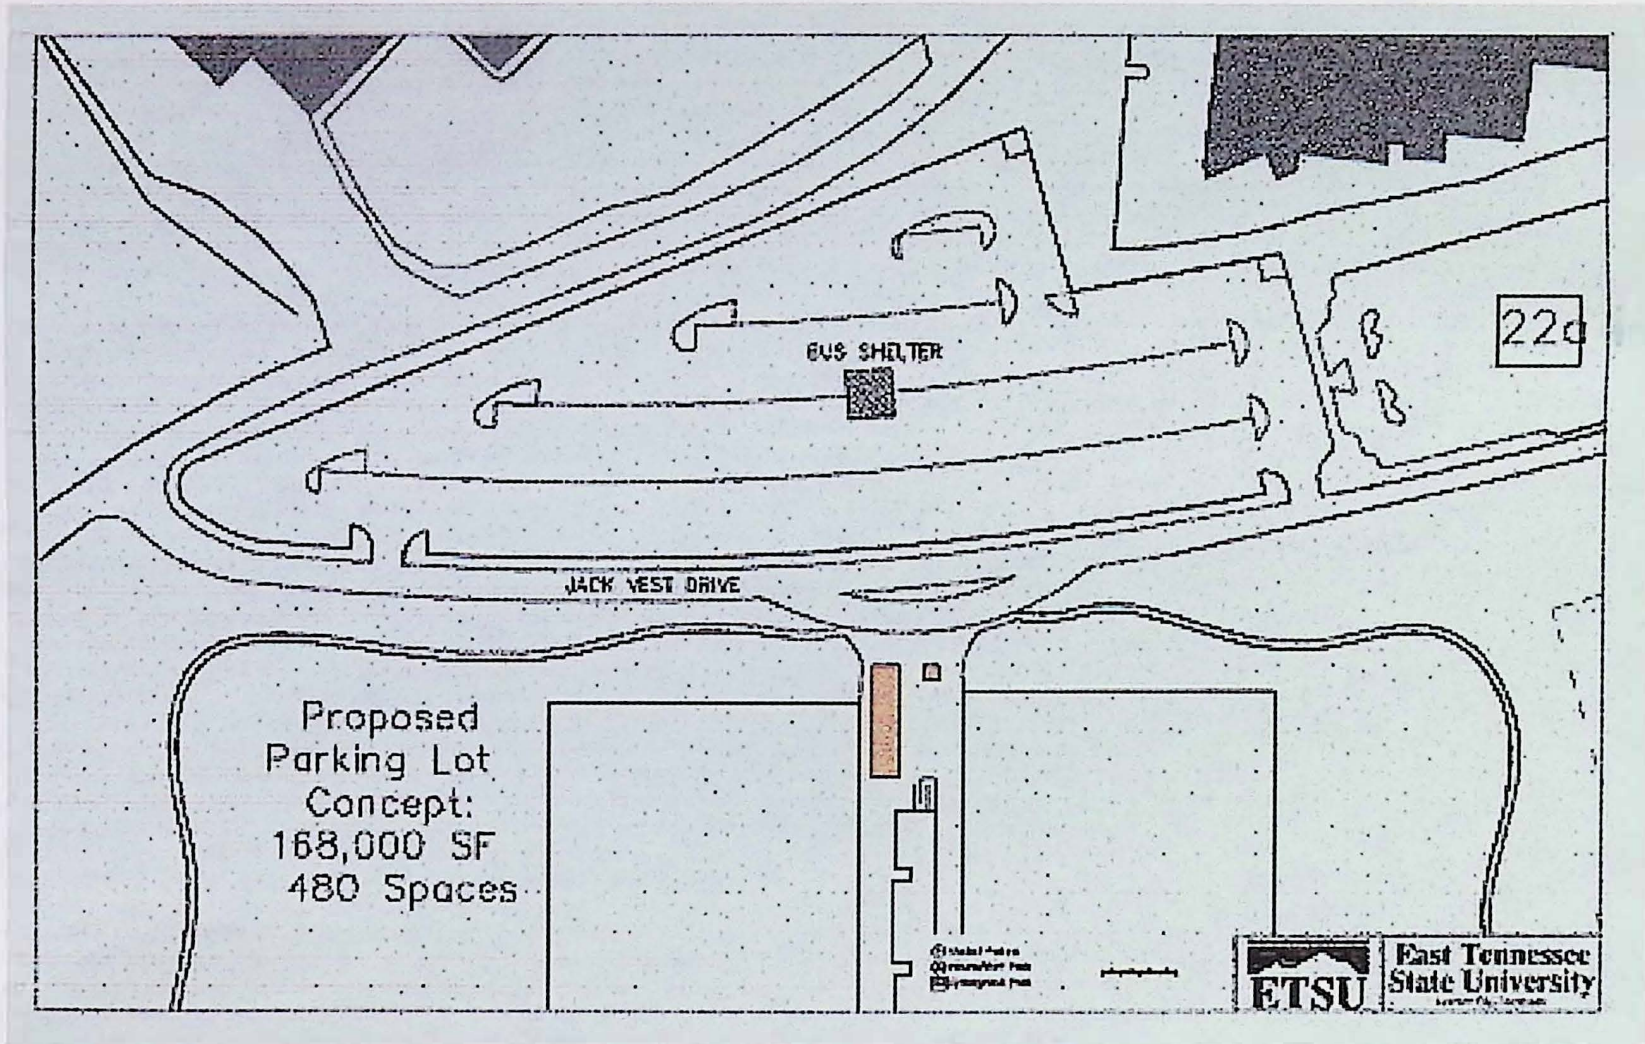 BUS SHELTER
22c
JACK VEST DRIVE
Proposed
Parking Lot
Concept:
168,000 SF
480 Spaces
ETSU
East Tennessee
State University